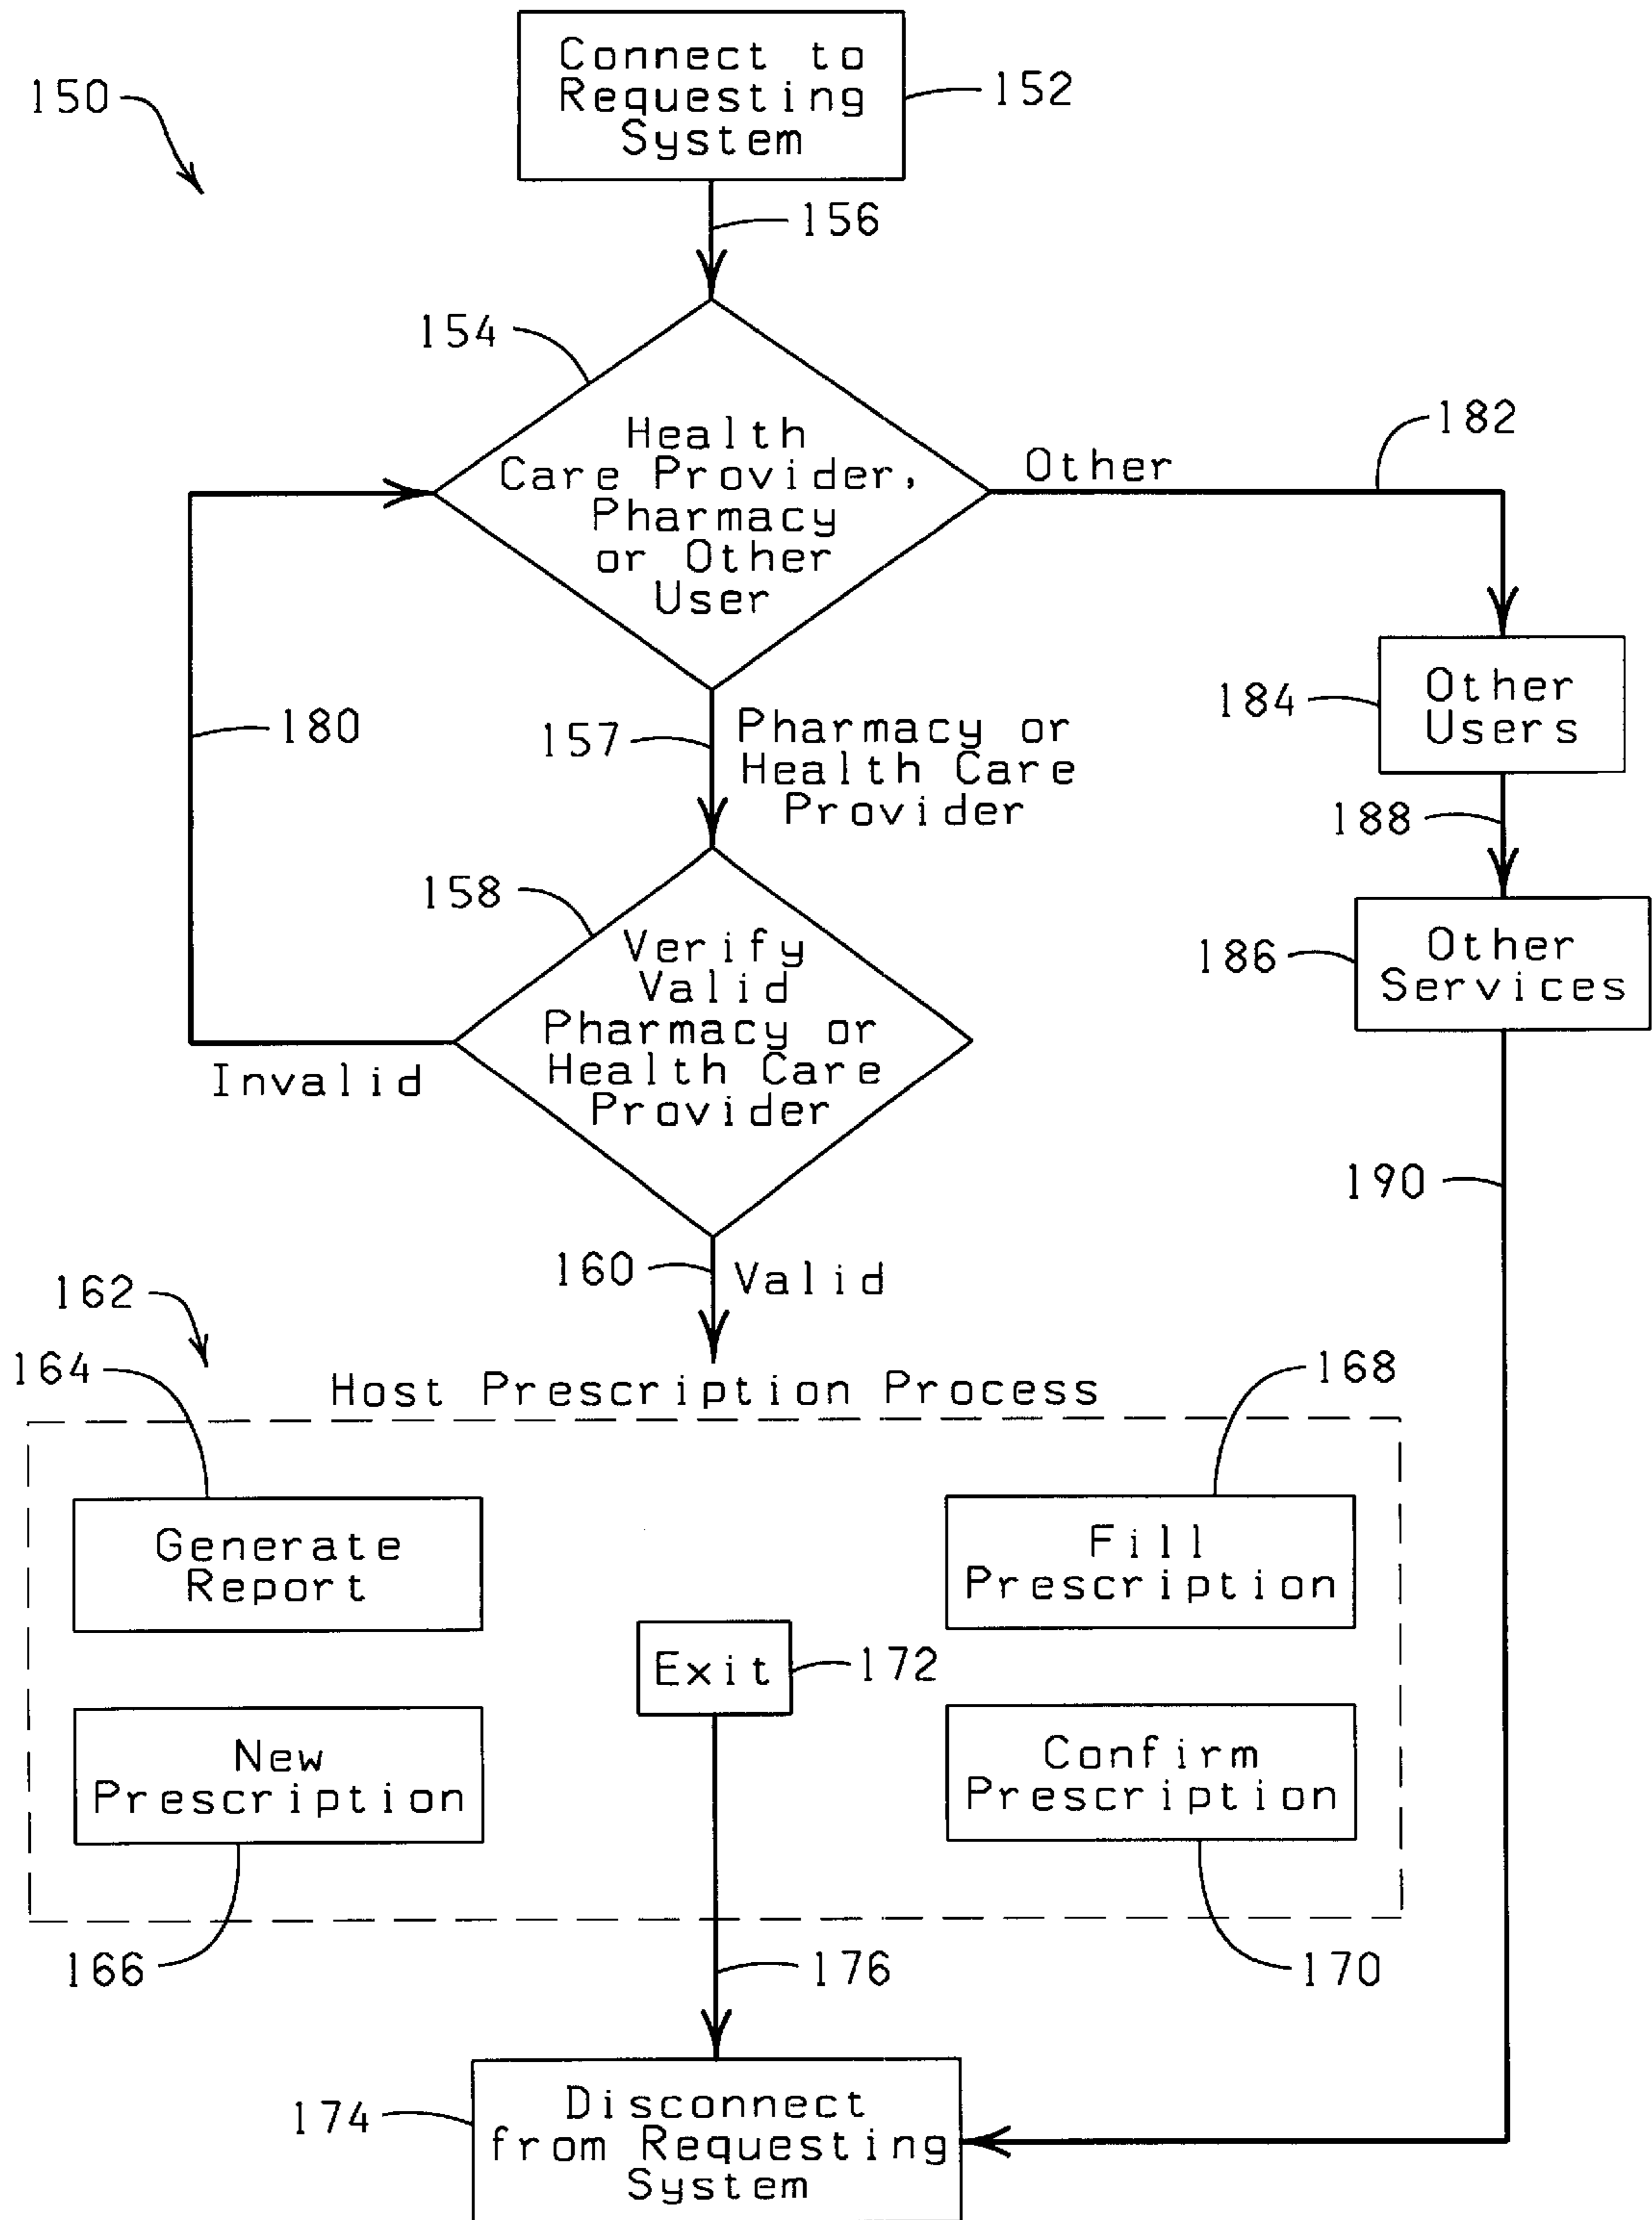 Connect to
Requesting
System
150
152
156
154
Health
Care Provider,
Pharmacy
or Other
User
Other
182
180
157
Pharmacy or
Health Care
Provider
184
Other
Users
188
158
Verify
Valid
Pharmacy or
Health Care
Provider
186
Other
Services
Invalid
190
160
Valid
162
164
Host Prescription Process
168
Generate
Report
Fill
Prescription
Exit
172
New
Prescription
Confirm
Prescription
166
176
170
174
Disconnect
from Requesting
System